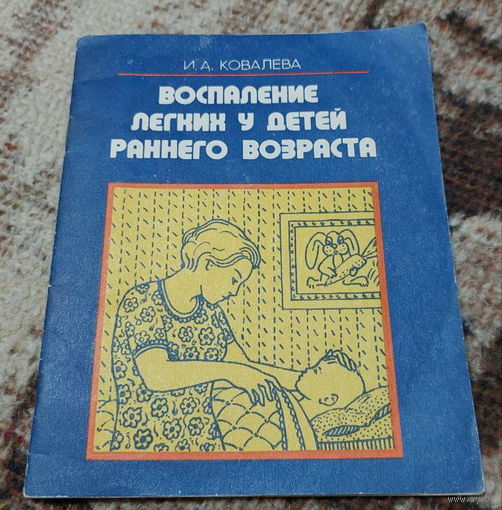 И. А. КОВАЛЕВА
ВОСПАЛЕНИЕ
ЛЕГКИХ У ДЕТЕЙ
РАННЕГО ВОЗРАСТА